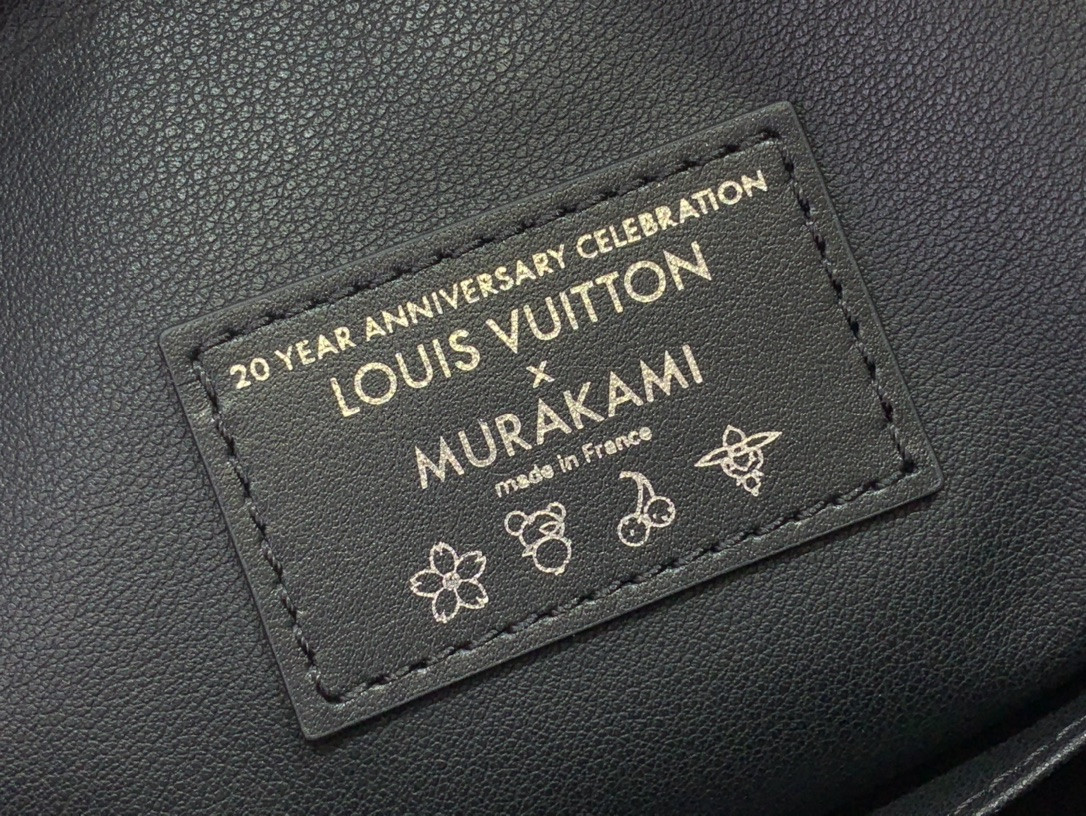 20 YEAR ANNIVERSARY CELEBRATION
LOUIS VUITTON
x
MURAKAMI
made in France